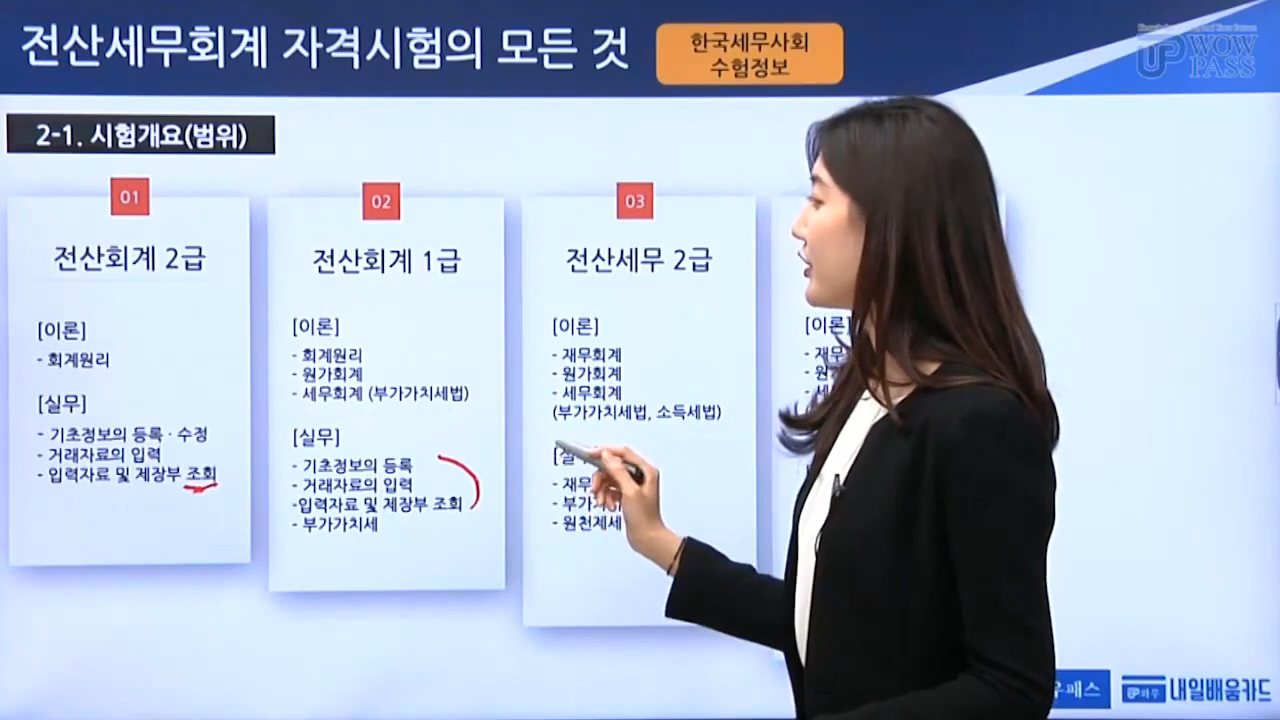 전산세무회계 자격시험의 모든 것
한국세무사회
수험정보
WOW
PASS
2-1. 시험개요(범위)
01
전산회계 2급
[이론]
- 회계원리
[실무]
- 기초정보의 등록 · 수정
- 거래자료의 입력
- 입력자료 및 제장부 조회
02
전산회계 1급
[이론]
- 회계원리
- 원가회계
- 세무회계 (부가가치세법)
[실무]
- 기초정보의 등록
- 거래자료의 입력
-입력자료 및 제장부 조회
- 부가가치세
03
전산세무 2급
[이론]
- 재무회계
- 원가회계
- 세무회계
(부가가치세법, 소득세법)
- 원천제세
[이론]
내일배움카드